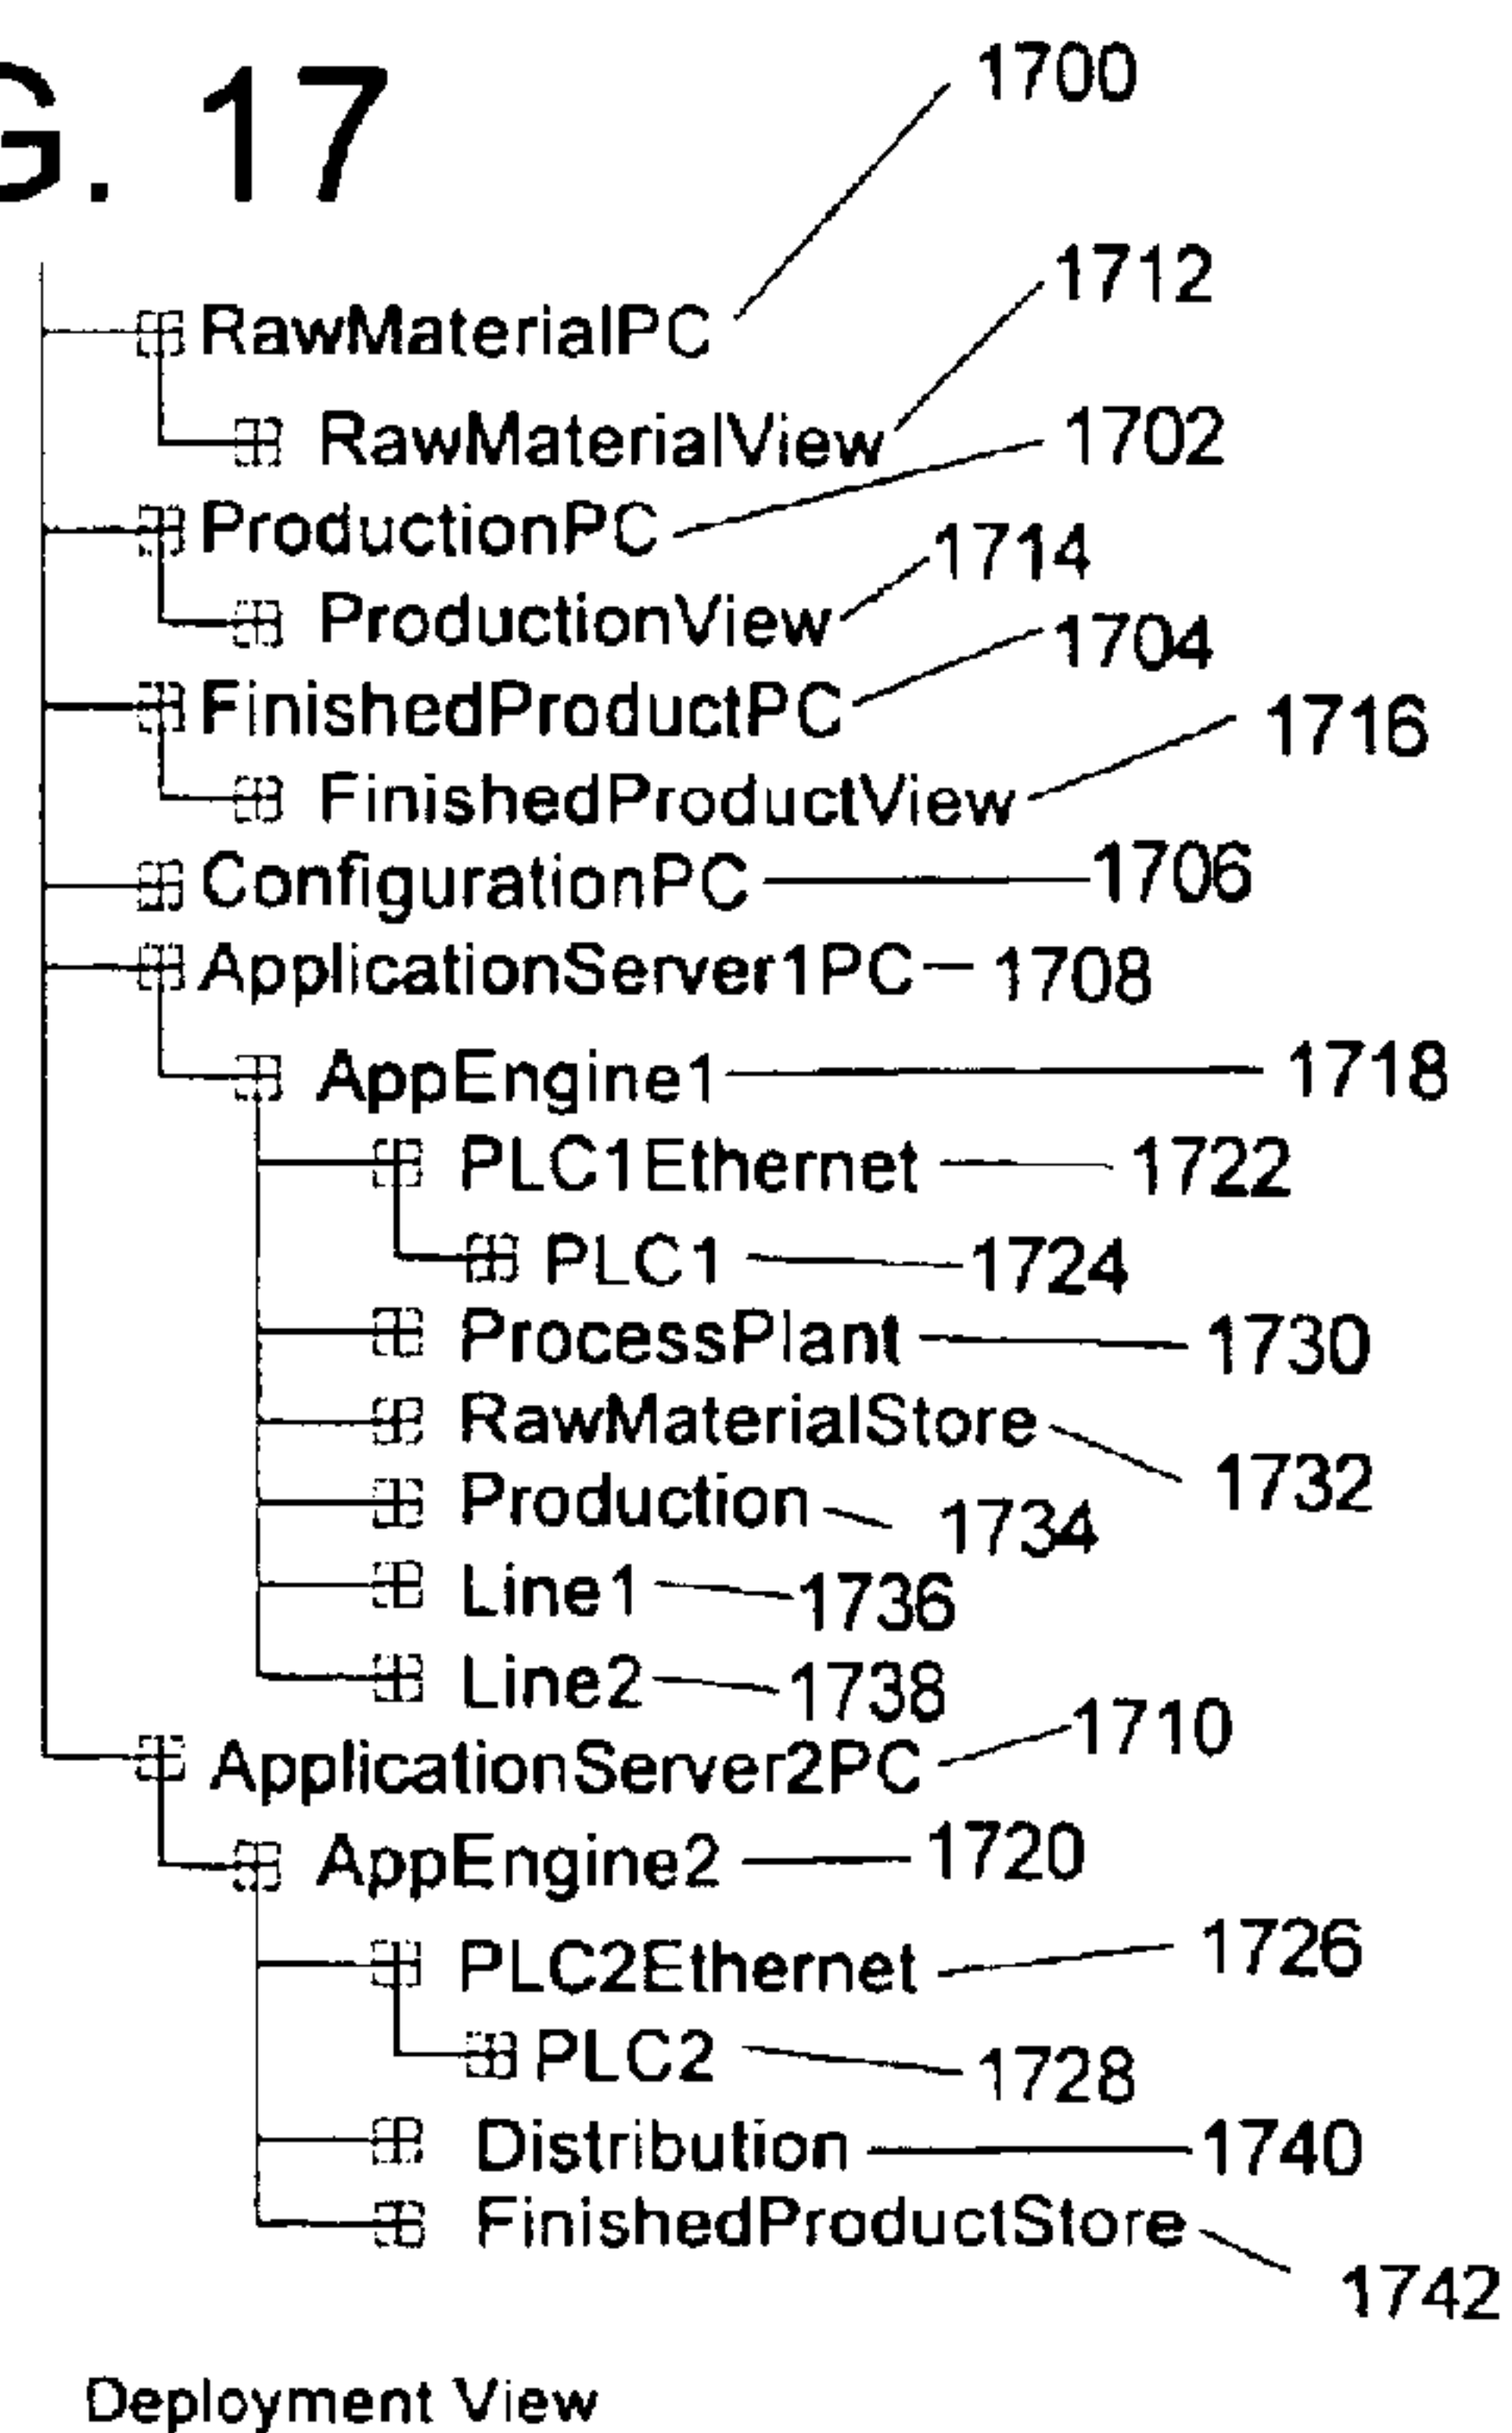 G. 17
1700
RawMaterialPC
1712
RawMaterialView
1702
ProductionPC
1714
ProductionView
1704
FinishedProductPC
1716
FinishedProductView
ConfigurationPC 1706
ApplicationServer1PC 1708
AppEngine1 1718
PLC1Ethernet 1722
PLC1 1724
ProcessPlant 1730
RawMaterialStore
1732
Production 1734
Line1 1736
Line2 1738
1710
ApplicationServer2PC
AppEngine2 1720
PLC2Ethernet 1726
PLC2 1728
Distribution 1740
FinishedProductStore
1742
Deployment View